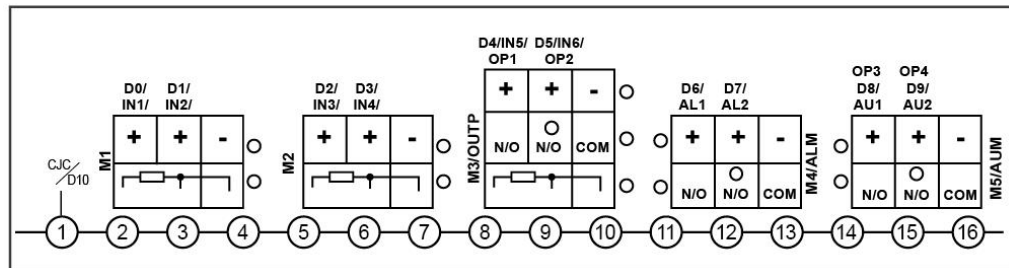 D4/IN5/ D5/IN6/
OP1 OP2
OP3 OP4
D0/ D1/
IN1/ IN2/
D2/ D3/
IN3/ IN4/
D6/ D7/
AL1 AL2
D8/ D9/
AU1 AU2
M1
+ + -
M2
+ + -
M3/OUTP
+ + -
N/O N/O COM
M4/ALM
+ + -
N/O N/O COM
M5/AUM
+ + -
N/O N/O COM
CJC
/D10
1 2 3 4 5 6 7 8 9 10 11 12 13 14 15 16